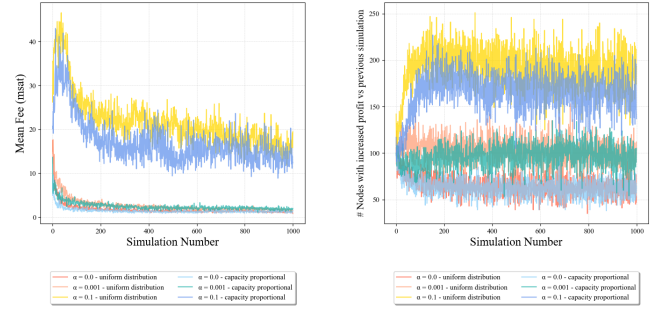 Mean Fee (msat)
40
30
20
10
0
0 200 400 600 800 1000
Simulation Number
α = 0.0 - uniform distribution α = 0.0 - capacity proportional
α = 0.001 - uniform distribution α = 0.001 - capacity proportional
α = 0.1 - uniform distribution α = 0.1 - capacity proportional
# Nodes with increased profit vs previous simulation
250
200
150
100
50
0 200 400 600 800 1000
Simulation Number
α = 0.0 - uniform distribution α = 0.0 - capacity proportional
α = 0.001 - uniform distribution α = 0.001 - capacity proportional
α = 0.1 - uniform distribution α = 0.1 - capacity proportional